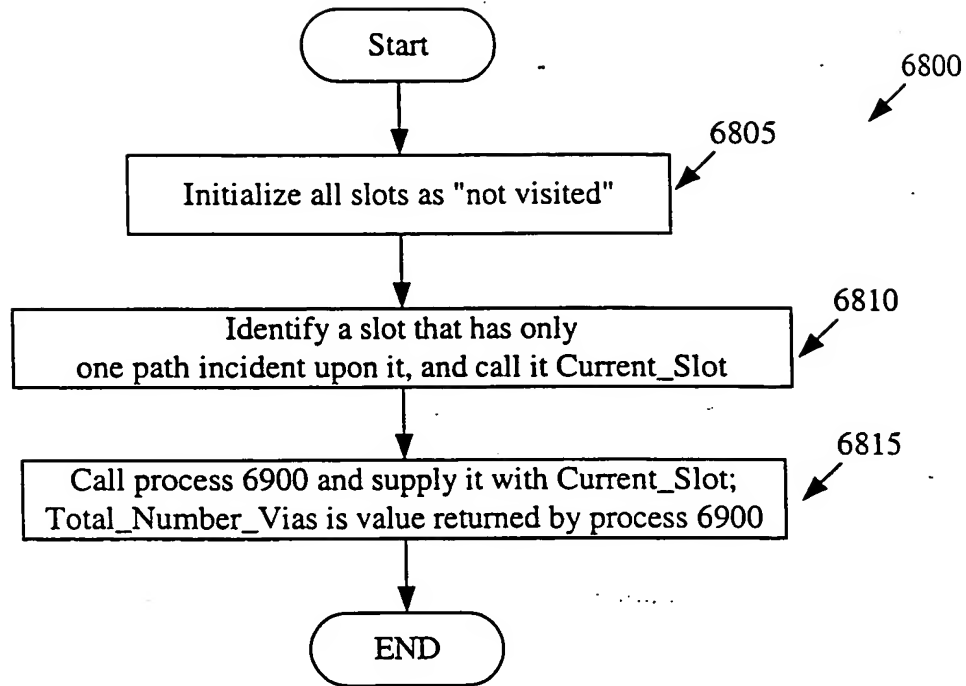 Start
6800
6805
Initialize all slots as "not visited"
6810
Identify a slot that has only
one path incident upon it, and call it Current_Slot
6815
Call process 6900 and supply it with Current_Slot;
Total_Number_Vias is value returned by process 6900
END